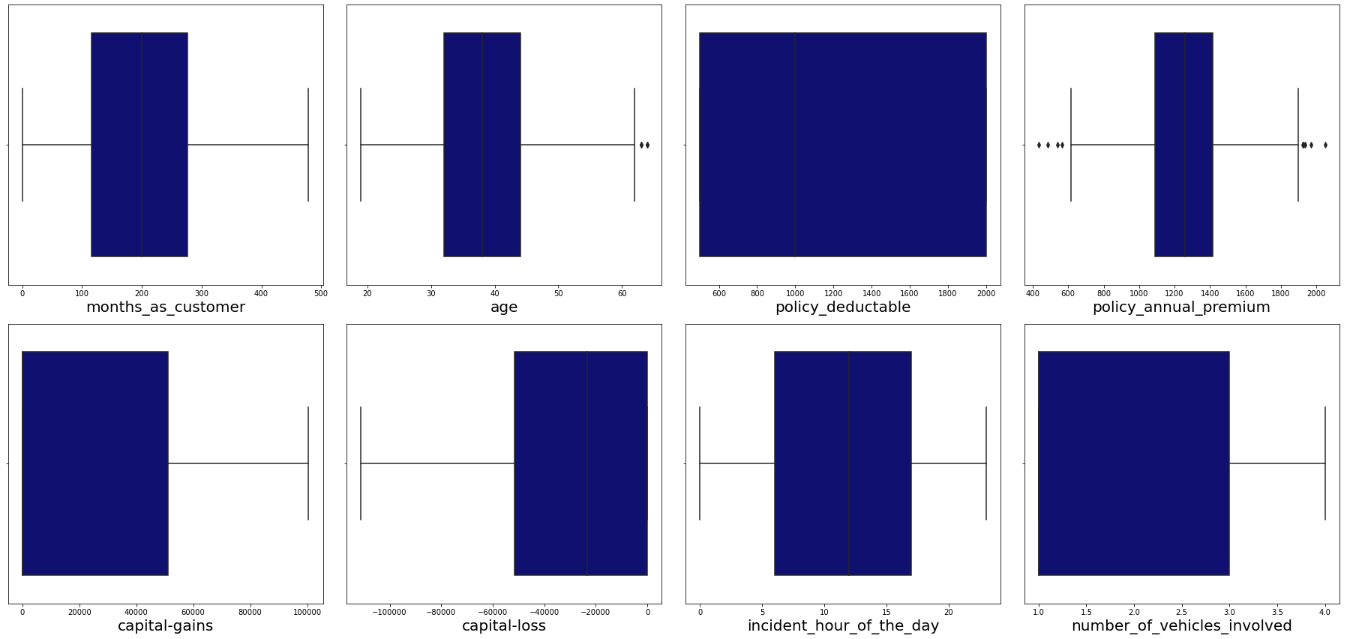 0 100 200 300 400 500 20 30 40 50 60 600 800 1000 1200 1400 1600 1800 2000 400 600 800 1000 1200 1400 1600 1800 2000
months_as_customer age policy_deductable policy_annual_premium
0 20000 40000 60000 80000 100000 −100000 −80000 −60000 −40000 −20000 0 0 5 10 15 20 1.0 1.5 2.0 2.5 3.0 3.5 4.0
capital-gains capital-loss incident_hour_of_the_day number_of_vehicles_involved